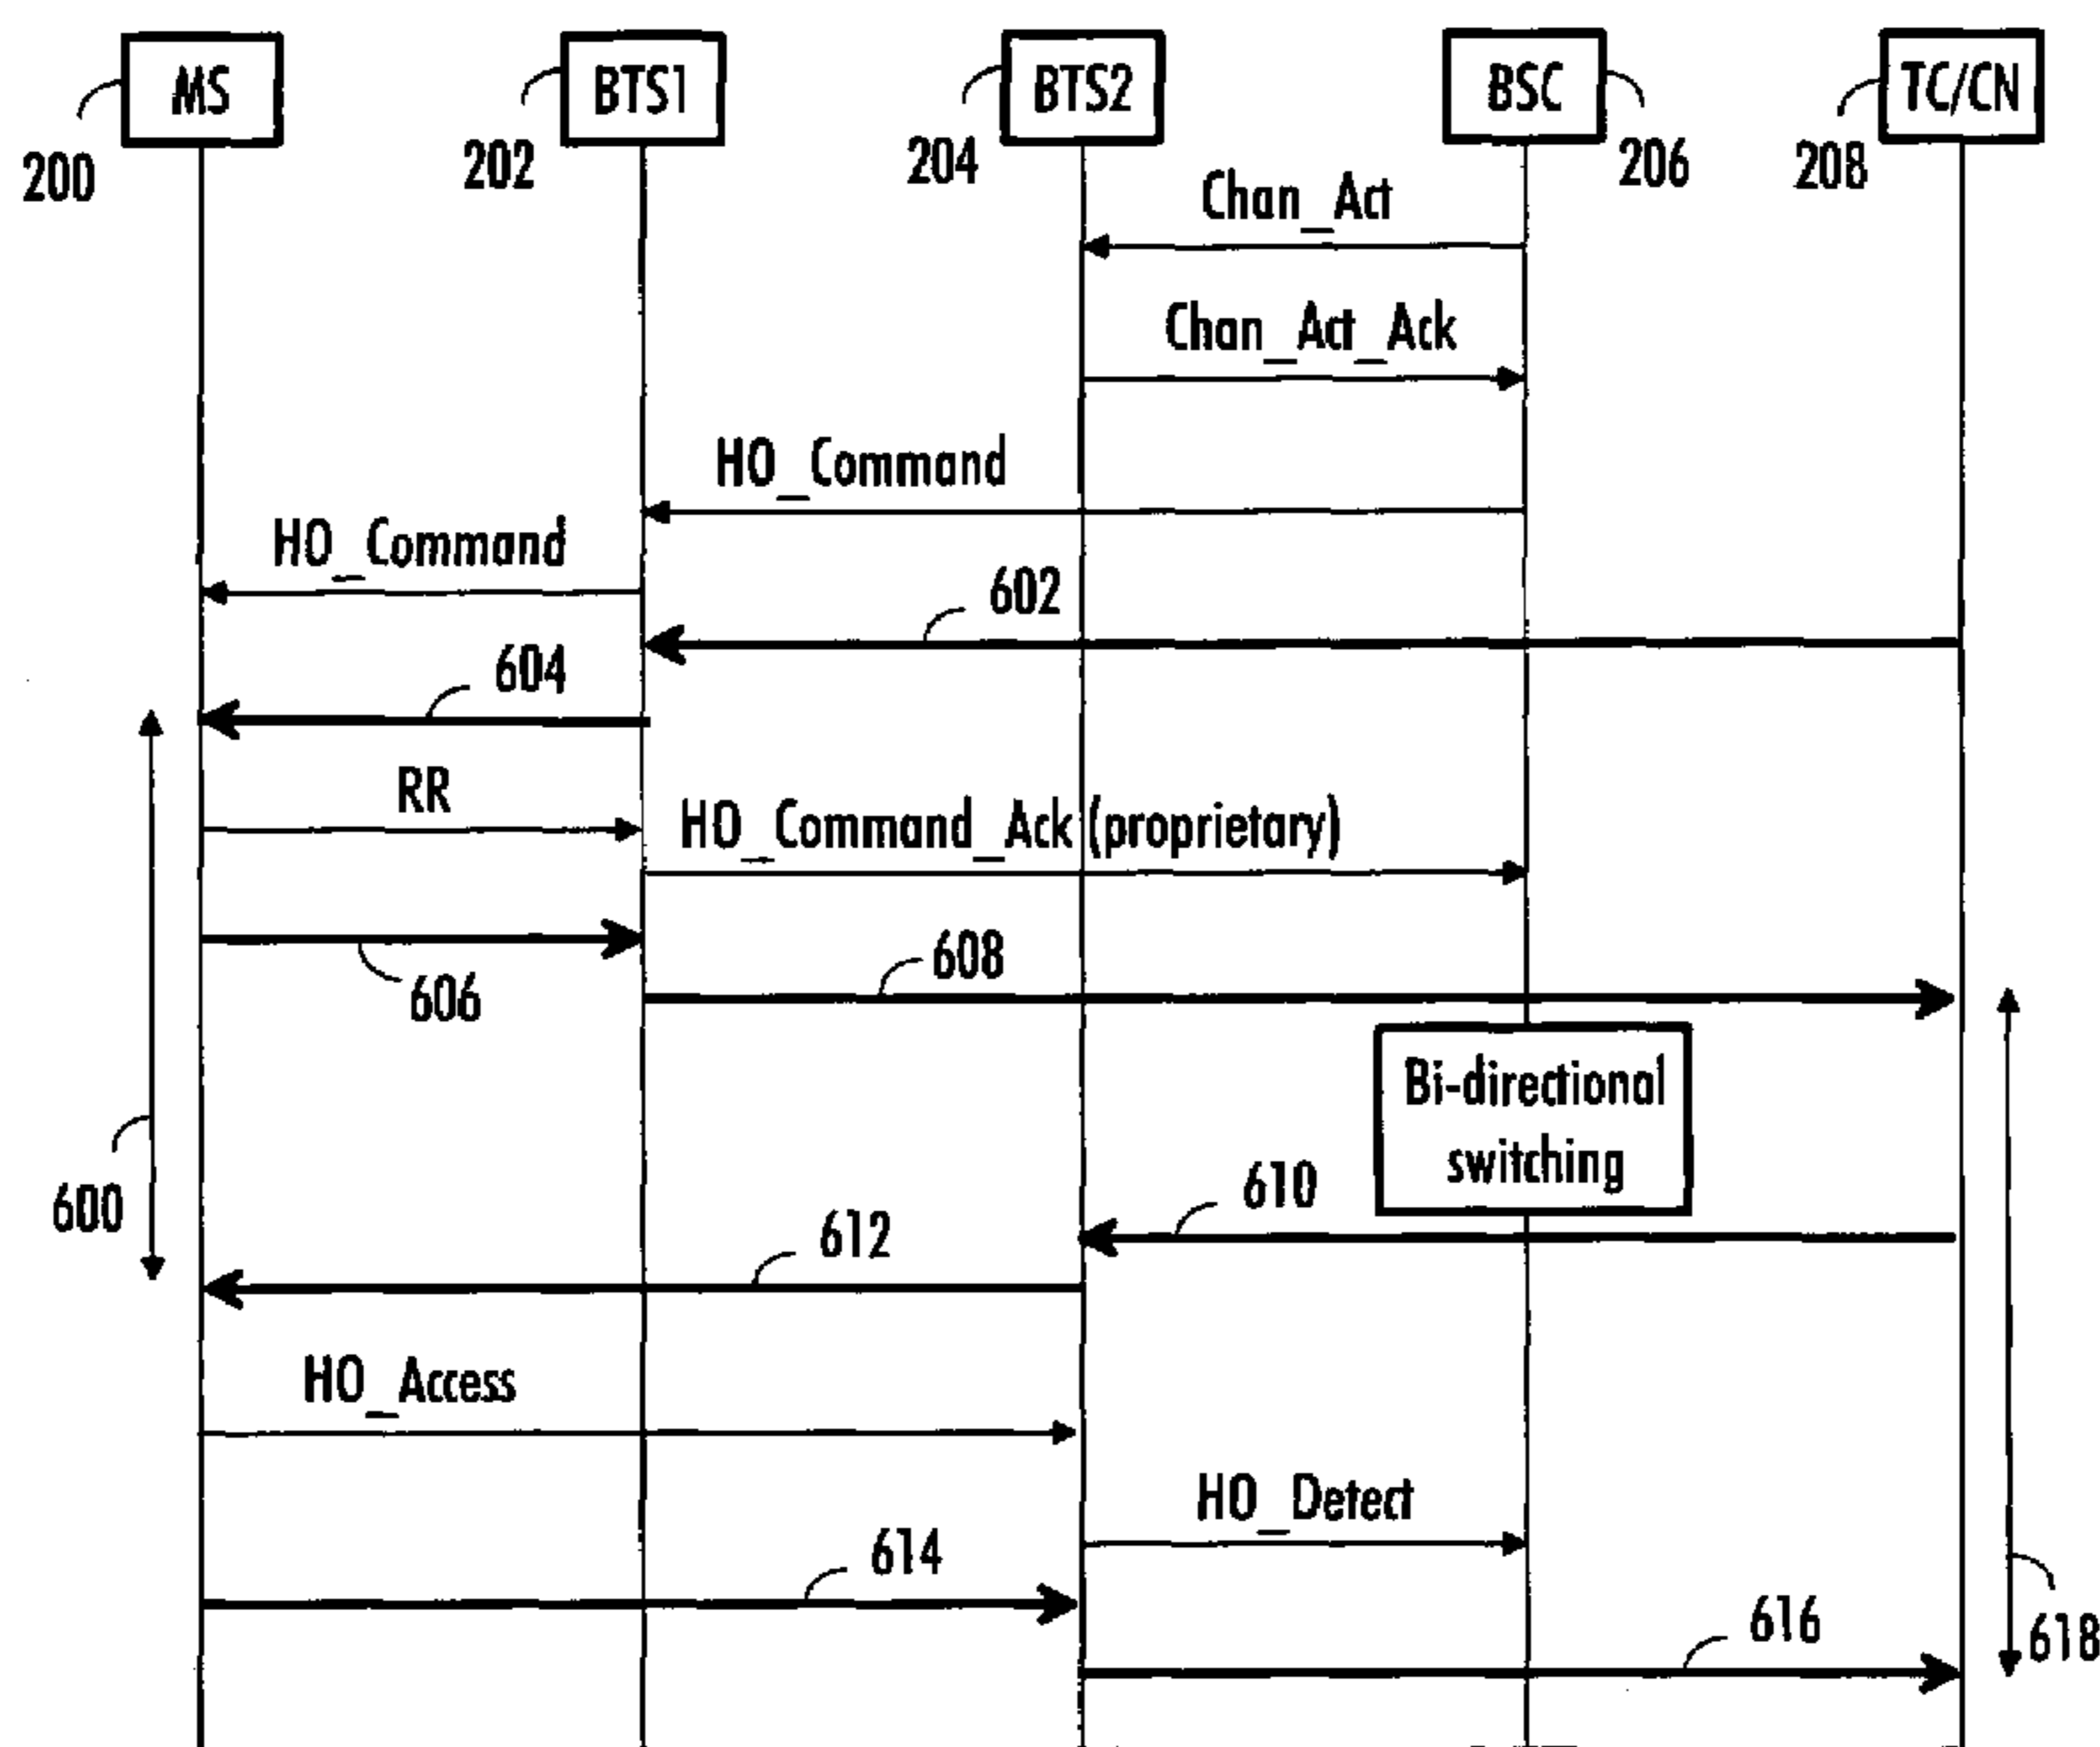 MS
BTS1
BTS2
BSC
TC/CN
200
202
204
206
208
Chan_Act
Chan_Act_Ack
HO_Command
HO_Command
602
604
RR
HO_Command_Ack (proprietary)
606
608
Bi-directional
switching
600
610
612
HO_Access
HO_Detect
614
616
618